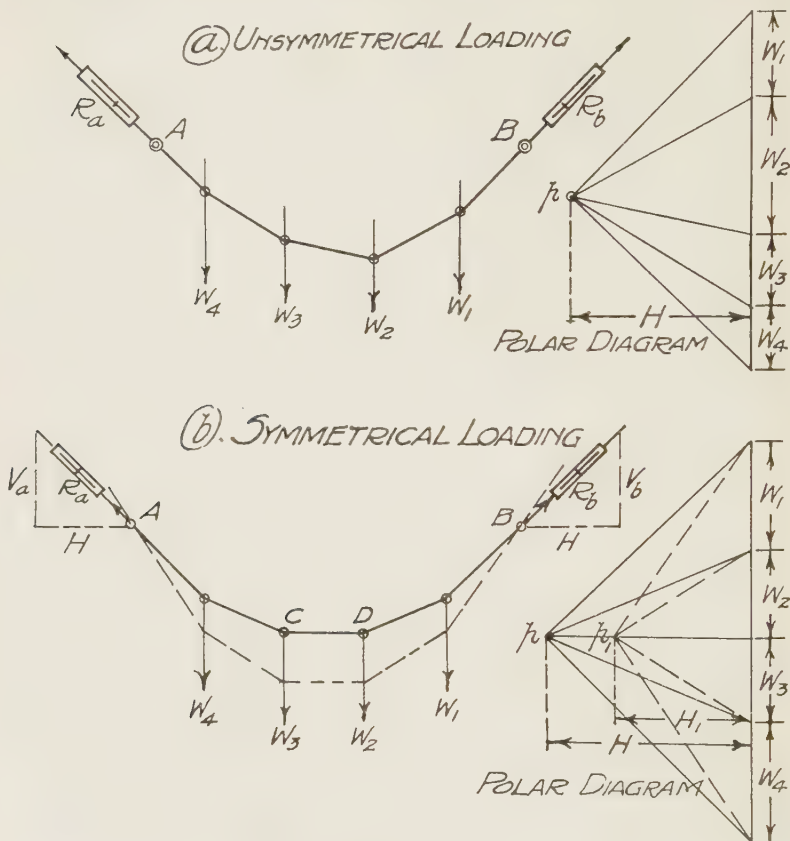 (a). UNSYMMETRICAL LOADING
Ra
A
B
Rb
W4
W3
W2
W1
p
H
W1
W2
W3
W4
POLAR DIAGRAM
(b). SYMMETRICAL LOADING
Va
Ra
A
H
B
Rb
Vb
H
C
D
W4
W3
W2
W1
p
p1
H1
H
W1
W2
W3
W4
POLAR DIAGRAM